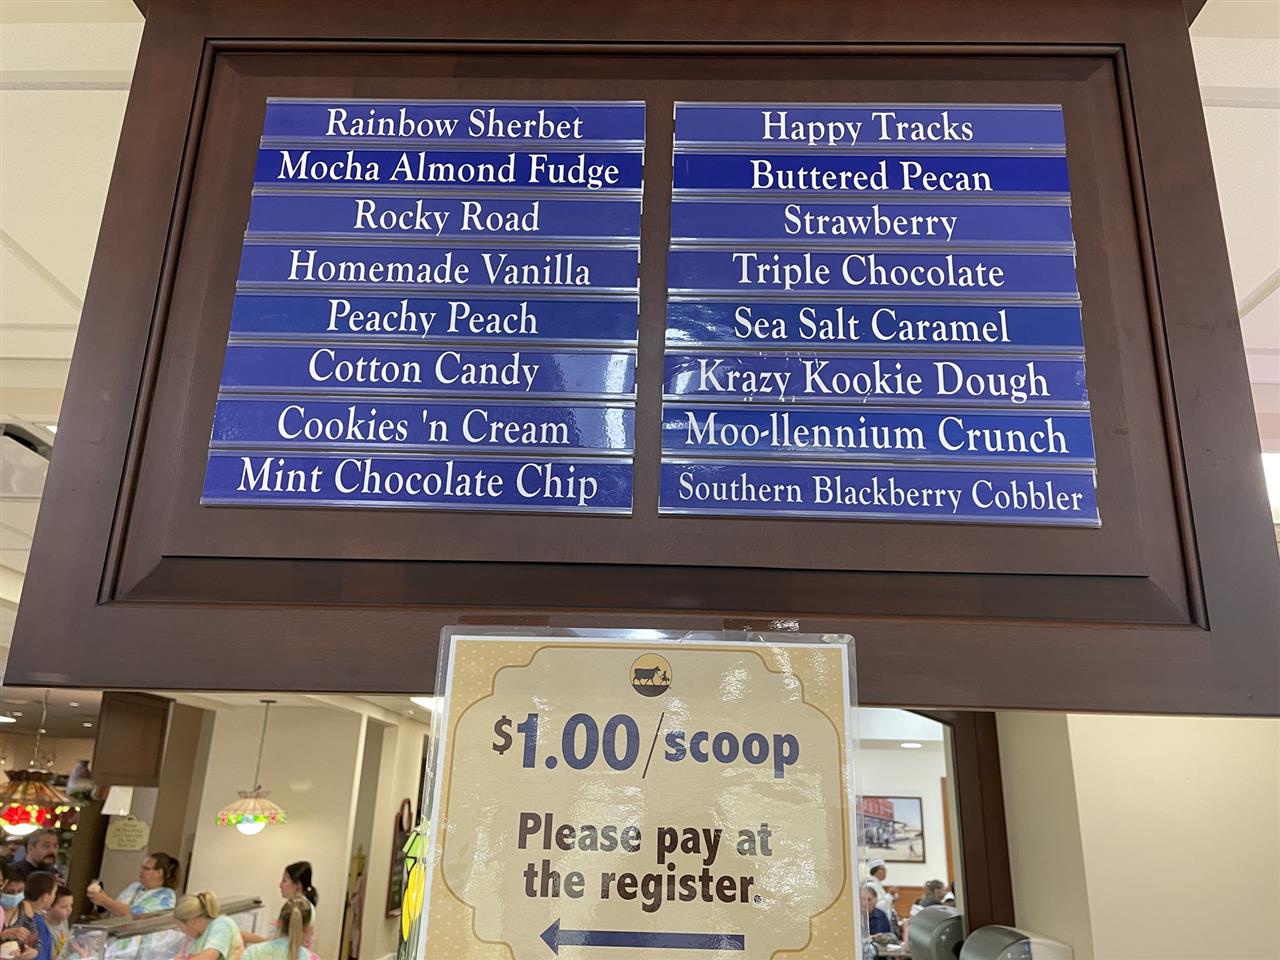 Rainbow Sherbet
Mocha Almond Fudge
Rocky Road
Homemade Vanilla
Peachy Peach
Cotton Candy
Cookies 'n Cream
Mint Chocolate Chip
Happy Tracks
Buttered Pecan
Strawberry
Triple Chocolate
Sea Salt Caramel
Krazy Kookie Dough
Moo-llennium Crunch
Southern Blackberry Cobbler
$1.00/scoop
Please pay at
the register.